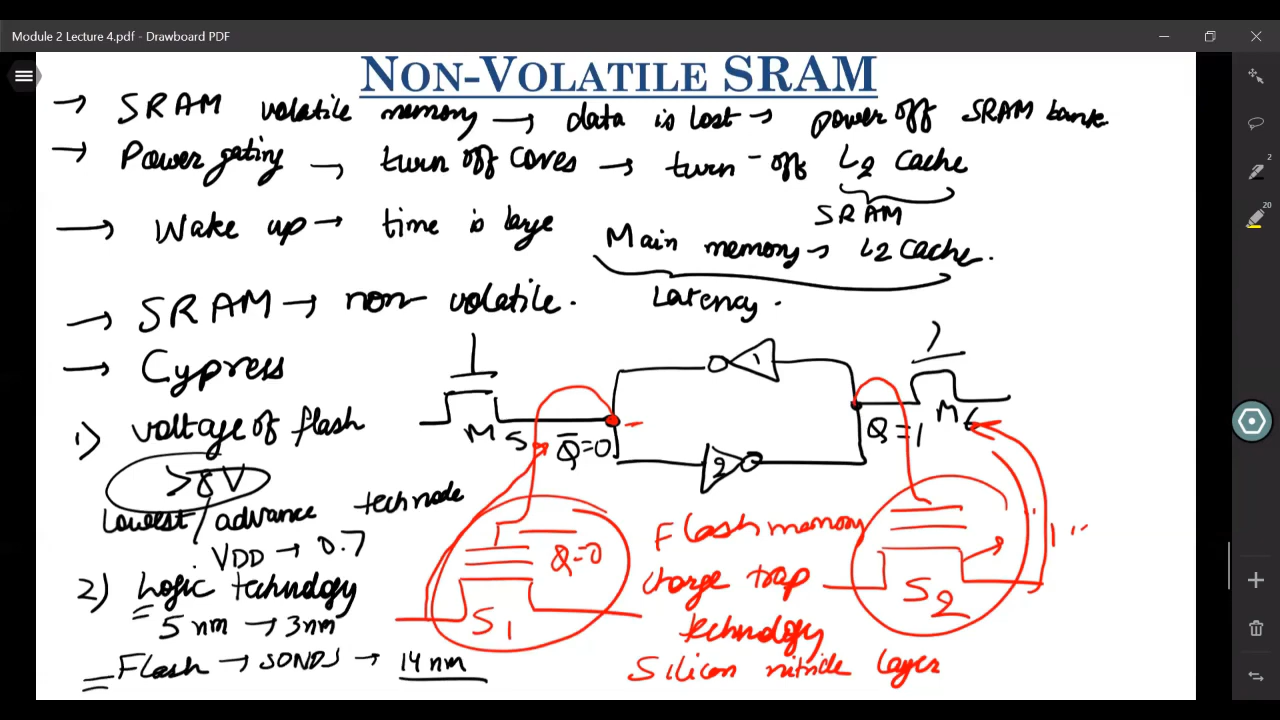 Module 2 Lecture 4.pdf - Drawboard PDF
NON-VOLATILE SRAM
→ SRAM volatile memory → data is lost → power off SRAM bank
→ Power gating → turn off cores → turn-off L2 cache
SRAM
→ Wake up → time is large
Main memory → L2 cache.
Latency.
→ SRAM → non-volatile.
→ Cypress
1) voltage of flash
>8V
lowest/advance technode
VDD → 0.7
2) Logic technology
5 nm → 3nm
Flash → SONOS → 14 nm
1
2
M5
Q̅=0
Q=1
M6
Q̅=0
S1
S2
1
Flash memory
charge trap
technology
Silicon nitride layer
2
20